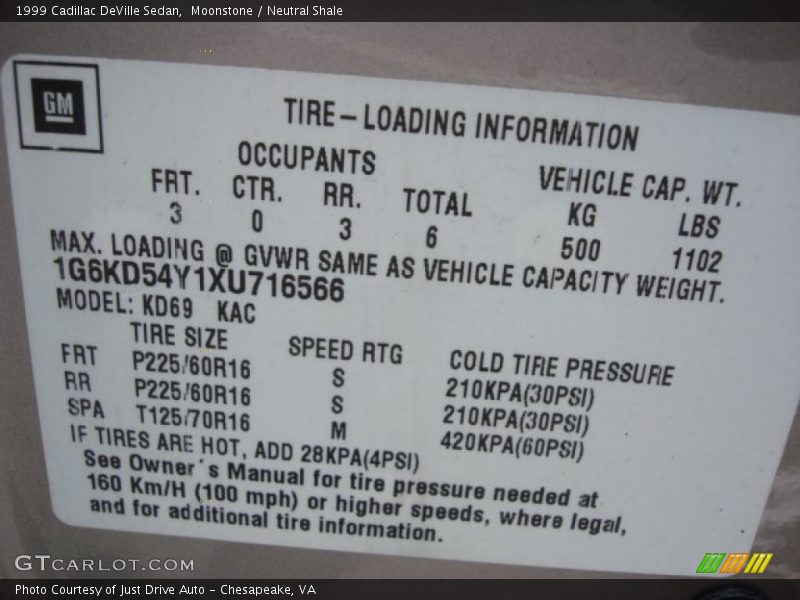 1999 Cadillac DeVille Sedan,  Moonstone / Neutral Shale
GM
TIRE-LOADING INFORMATION
OCCUPANTS VEHICLE CAP. WT.
FRT. CTR. RR. TOTAL KG LBS
3 0 3 6 500 1102
MAX. LOADING @ GVWR SAME AS VEHICLE CAPACITY WEIGHT.
1G6KD54Y1XU716566
MODEL: KD69 KAC
TIRE SIZE SPEED RTG COLD TIRE PRESSURE
FRT P225/60R16 S 210KPA(30PSI)
RR P225/60R16 S 210KPA(30PSI)
SPA T125/70R16 M 420KPA(60PSI)
IF TIRES ARE HOT, ADD 28KPA(4PSI)
See Owner´s Manual for tire pressure needed at
160 Km/H (100 mph) or higher speeds, where legal,
and for additional tire information.
GTCARLOT.COM
Photo Courtesy of Just Drive Auto - Chesapeake, VA